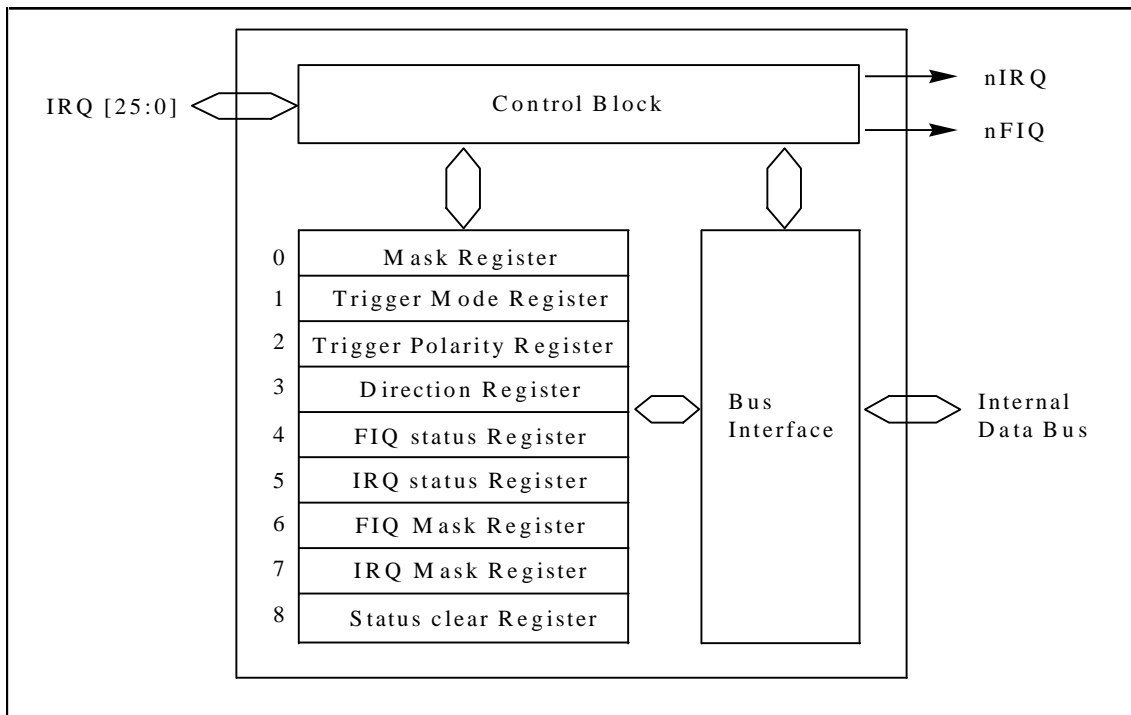 IRQ [25:0]
Control Block
nIRQ
nFIQ
0 Mask Register
1 Trigger Mode Register
2 Trigger Polarity Register
3 Direction Register
4 FIQ status Register
5 IRQ status Register
6 FIQ Mask Register
7 IRQ Mask Register
8 Status clear Register
Bus
Interface
Internal
Data Bus